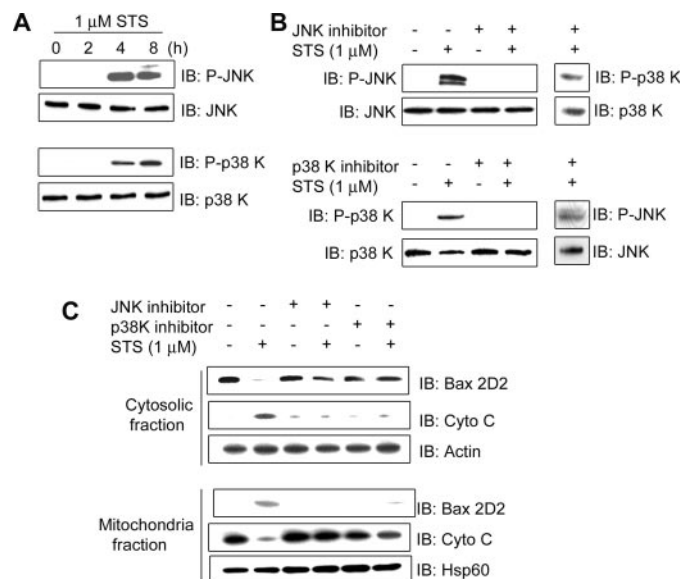 A
1 μM STS
0 2 4 8 (h)
IB: P-JNK
IB: JNK
IB: P-p38 K
IB: p38 K
B
JNK inhibitor - - + + +
STS (1 μM) - + - + +
IB: P-JNK IB: P-p38 K
IB: JNK IB: p38 K
p38 K inhibitor - - + + +
STS (1 μM) - + - + +
IB: P-p38 K IB: P-JNK
IB: p38 K IB: JNK
C
JNK inhibitor - - + + - -
p38K inhibitor - - - - + +
STS (1 μM) - + - + - +
Cytosolic
fraction
IB: Bax 2D2
IB: Cyto C
IB: Actin
Mitochondria
fraction
IB: Bax 2D2
IB: Cyto C
IB: Hsp60